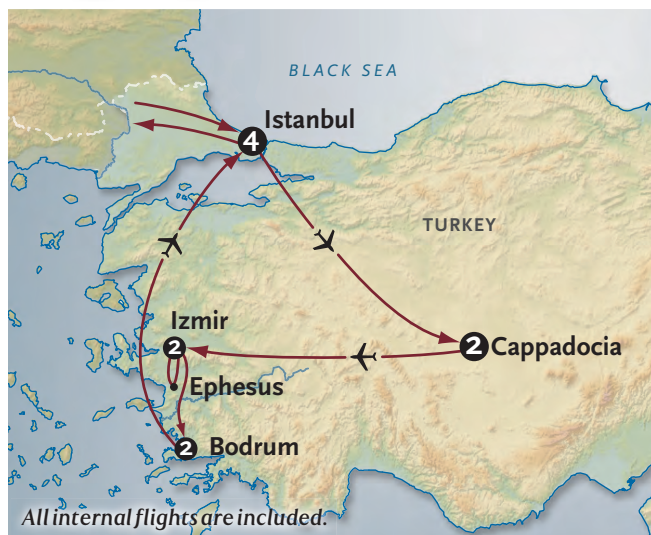 BLACK SEA
Istanbul
4
TURKEY
Izmir
2
2 Cappadocia
Ephesus
2 Bodrum
All internal flights are included.